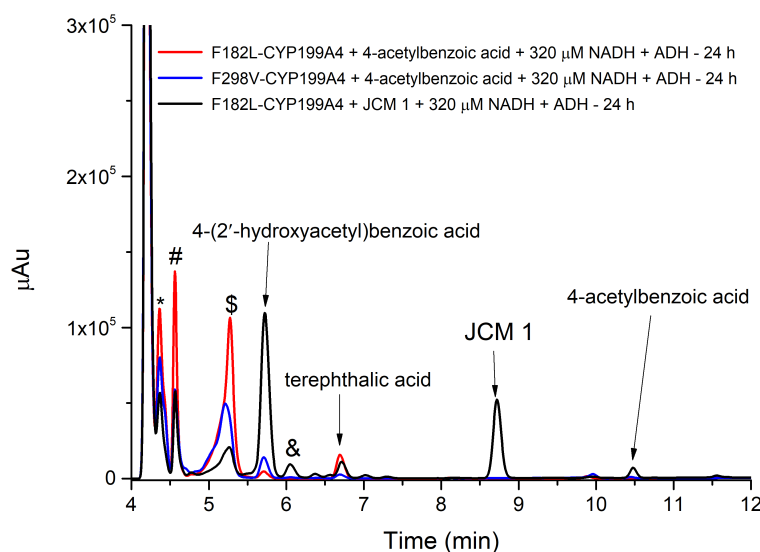 3x10⁵
F182L-CYP199A4 + 4-acetylbenzoic acid + 320 μM NADH + ADH - 24 h
F298V-CYP199A4 + 4-acetylbenzoic acid + 320 μM NADH + ADH - 24 h
F182L-CYP199A4 + JCM 1 + 320 μM NADH + ADH - 24 h
2x10⁵
4-(2′-hydroxyacetyl)benzoic acid
#
μAu
* $
4-acetylbenzoic acid
JCM 1
1x10⁵
terephthalic acid
&
0
4 5 6 7 8 9 10 11 12
Time (min)